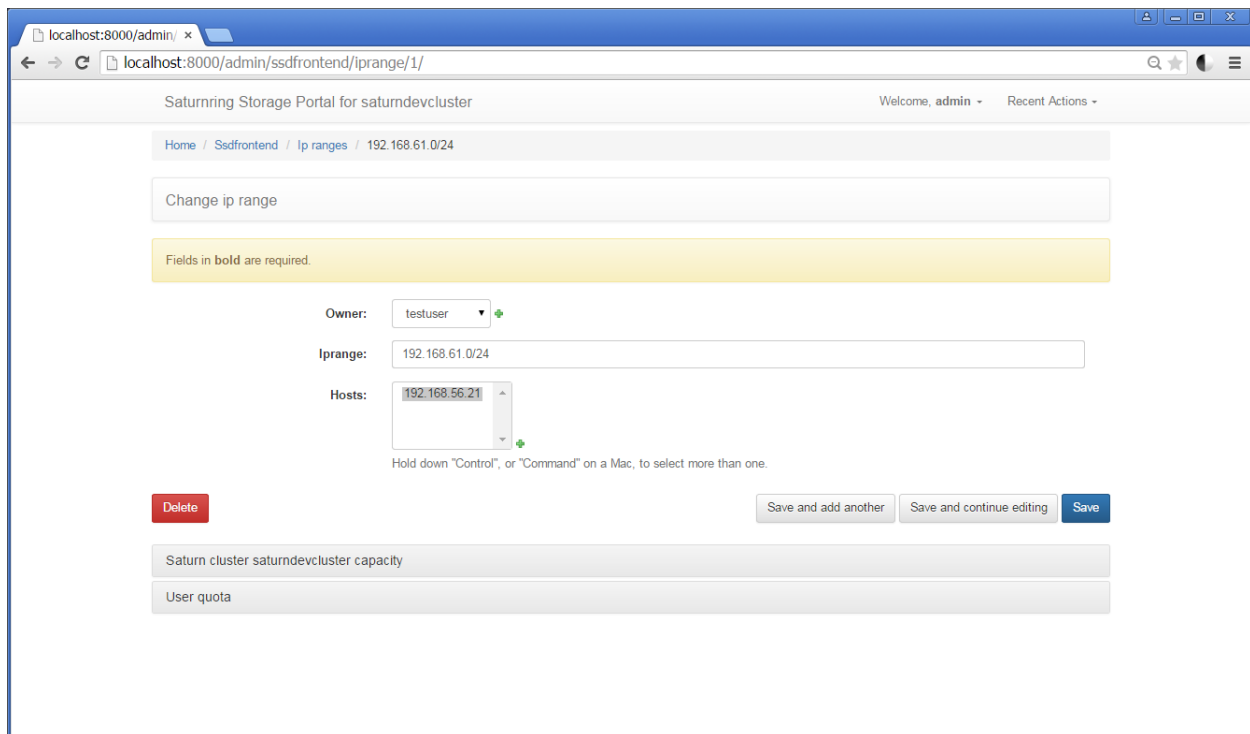 localhost:8000/admin/
localhost:8000/admin/ssdfrontend/iprange/1/
Saturnring Storage Portal for saturndevcluster
Welcome, admin
Recent Actions
Home / Ssdfrontend / Ip ranges / 192.168.61.0/24
Change ip range
Fields in bold are required.
Owner: testuser
Iprange: 192.168.61.0/24
Hosts: 192.168.56.21
Hold down "Control", or "Command" on a Mac, to select more than one.
Delete
Save and add another
Save and continue editing
Save
Saturn cluster saturndevcluster capacity
User quota